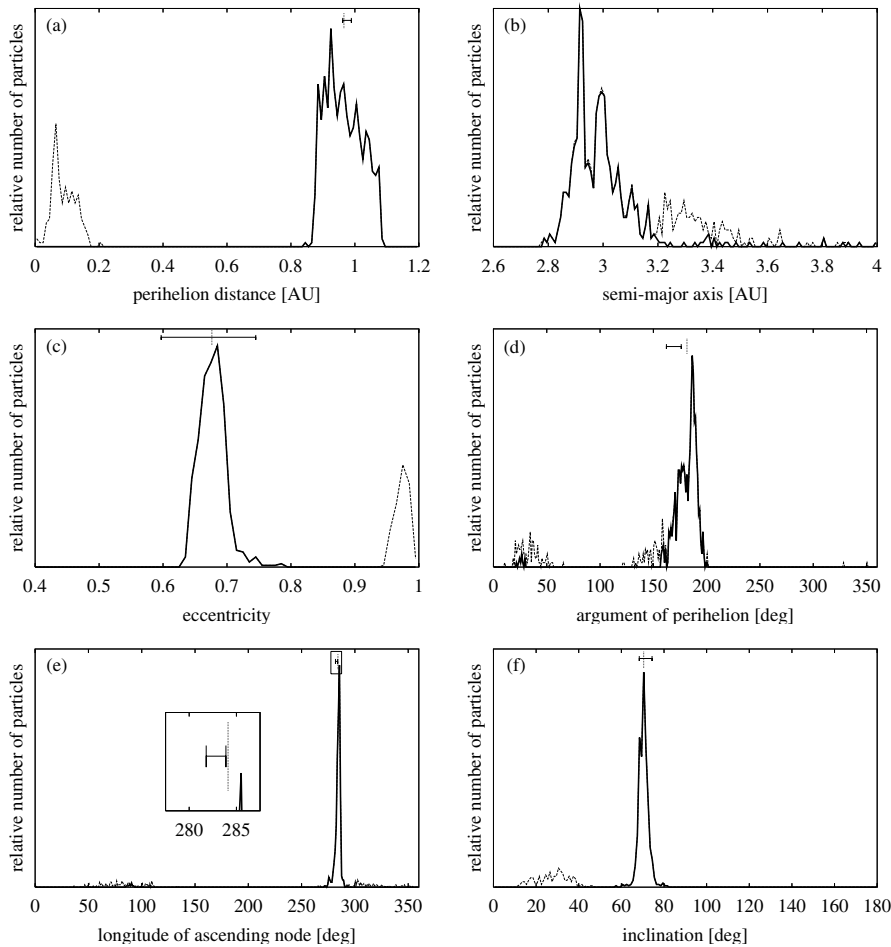 (a)
relative number of particles
0 0.2 0.4 0.6 0.8 1 1.2
perihelion distance [AU]
(b)
relative number of particles
2.6 2.8 3 3.2 3.4 3.6 3.8 4
semi-major axis [AU]
(c)
relative number of particles
0.4 0.5 0.6 0.7 0.8 0.9 1
eccentricity
(d)
relative number of particles
0 50 100 150 200 250 300 350
argument of perihelion [deg]
(e)
relative number of particles
280 285
0 50 100 150 200 250 300 350
longitude of ascending node [deg]
(f)
relative number of particles
0 20 40 60 80 100 120 140 160 180
inclination [deg]